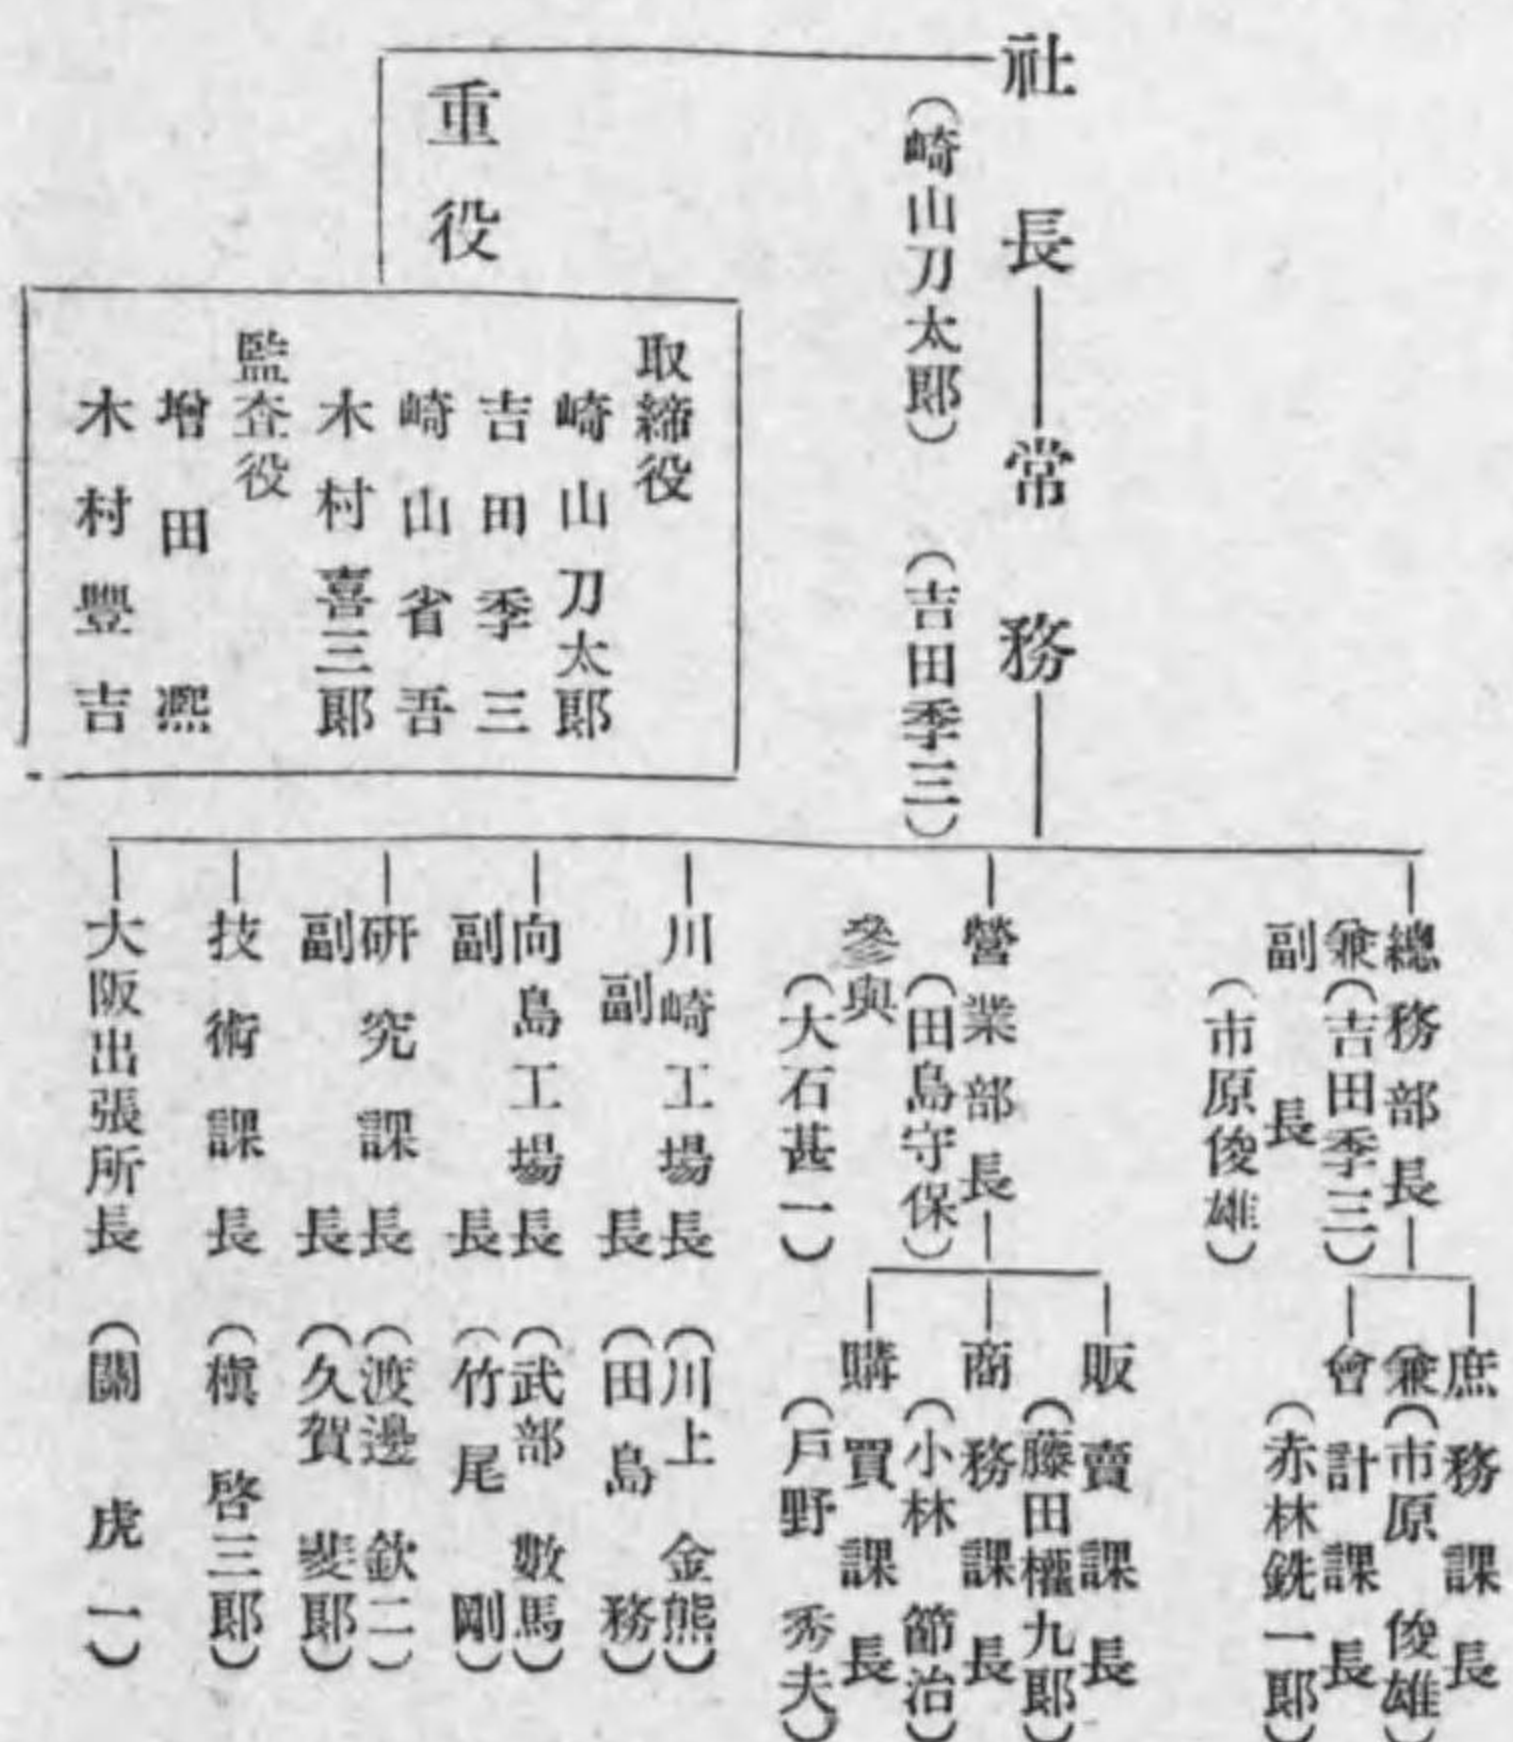 社長
(崎山刀太郎)
常務
(吉田季三)
重役
取締役
崎山刀太郎
吉田季三
崎山省吾
木村喜三郎
監査役
增田凞
木村豐吉
總務部長
(兼)(吉田季三)
副長
(市原俊雄)
庶務課長
(兼)(市原俊雄)
會計課長
(赤林銑一郎)
營業部長
(田島守保)
參與
(大石甚一)
販賣課長
(藤田權九郎)
商務課長
(小林節治)
購買課長
(戸野秀夫)
川崎工場長(川上金熊)
副長(田島務)
向島工場長(武部數馬)
副長(竹尾剛)
研究課長(渡邊欽二)
副長(久賀斐郎)
技術課長(槇啓三郎)
大阪出張所長(關虎一)